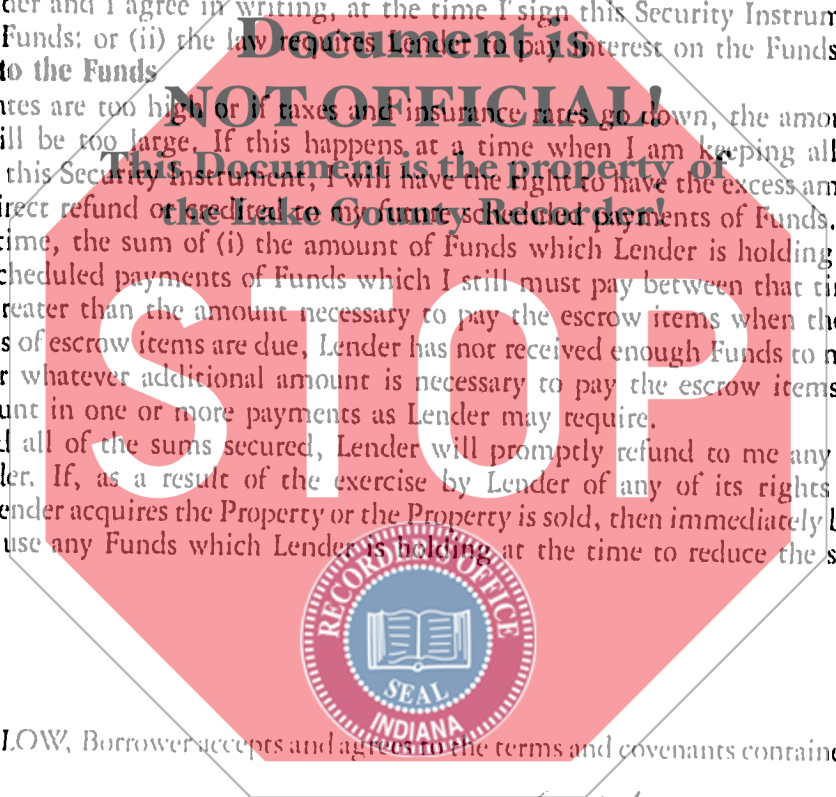 der and I agree in writing, at the time I sign this Security Instrum
Document is
Funds: or (ii) the law requires Lender to pay interest on the Funds
to the Funds
NOT OFFICIAL!
ates are too high or if taxes and insurance rates go down, the amou
ill be too large. If this happens at a time when I am keeping all
This Document is the property of
this Security Instrument, I will have the right to have the excess am
the Lake County Recorder!
irect refund or credited to my future scheduled payments of Funds.
time, the sum of (i) the amount of Funds which Lender is holding
cheduled payments of Funds which I still must pay between that ti
reater than the amount necessary to pay the escrow items when the
s of escrow items are due, Lender has not received enough Funds to m
STOP
r whatever additional amount is necessary to pay the escrow items
unt in one or more payments as Lender may require.
d all of the sums secured, Lender will promptly refund to me any
der. If, as a result of the exercise by Lender of any of its rights
ender acquires the Property or the Property is sold, then immediately
use any Funds which Lender is holding at the time to reduce the s
RECORDER'S OFFICE
SEAL
INDIANA
LOW, Borrower accepts and agrees to the terms and covenants containe